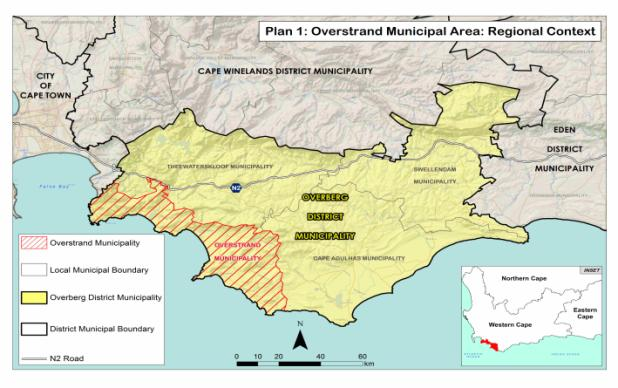 Plan 1: Overstrand Municipal Area: Regional Context
CITY
OF
CAPE TOWN
CAPE WINELANDS DISTRICT MUNICIPALITY
EDEN
DISTRICT
MUNICIPALITY
THEEWATERSKLOOF MUNICIPALITY
SWELLENDAM
MUNICIPALITY
False Bay
N2
OVERBERG
DISTRICT
MUNICIPALITY
OVERSTRAND
MUNICIPALITY
CAPE AGULHAS MUNICIPALITY
Overstrand Municipality
Local Municipal Boundary
Overberg District Municipality
District Municipal Boundary
N2 Road
N
0 10 20 40 60
km
INSET
Northern Cape
Eastern
Cape
Western Cape